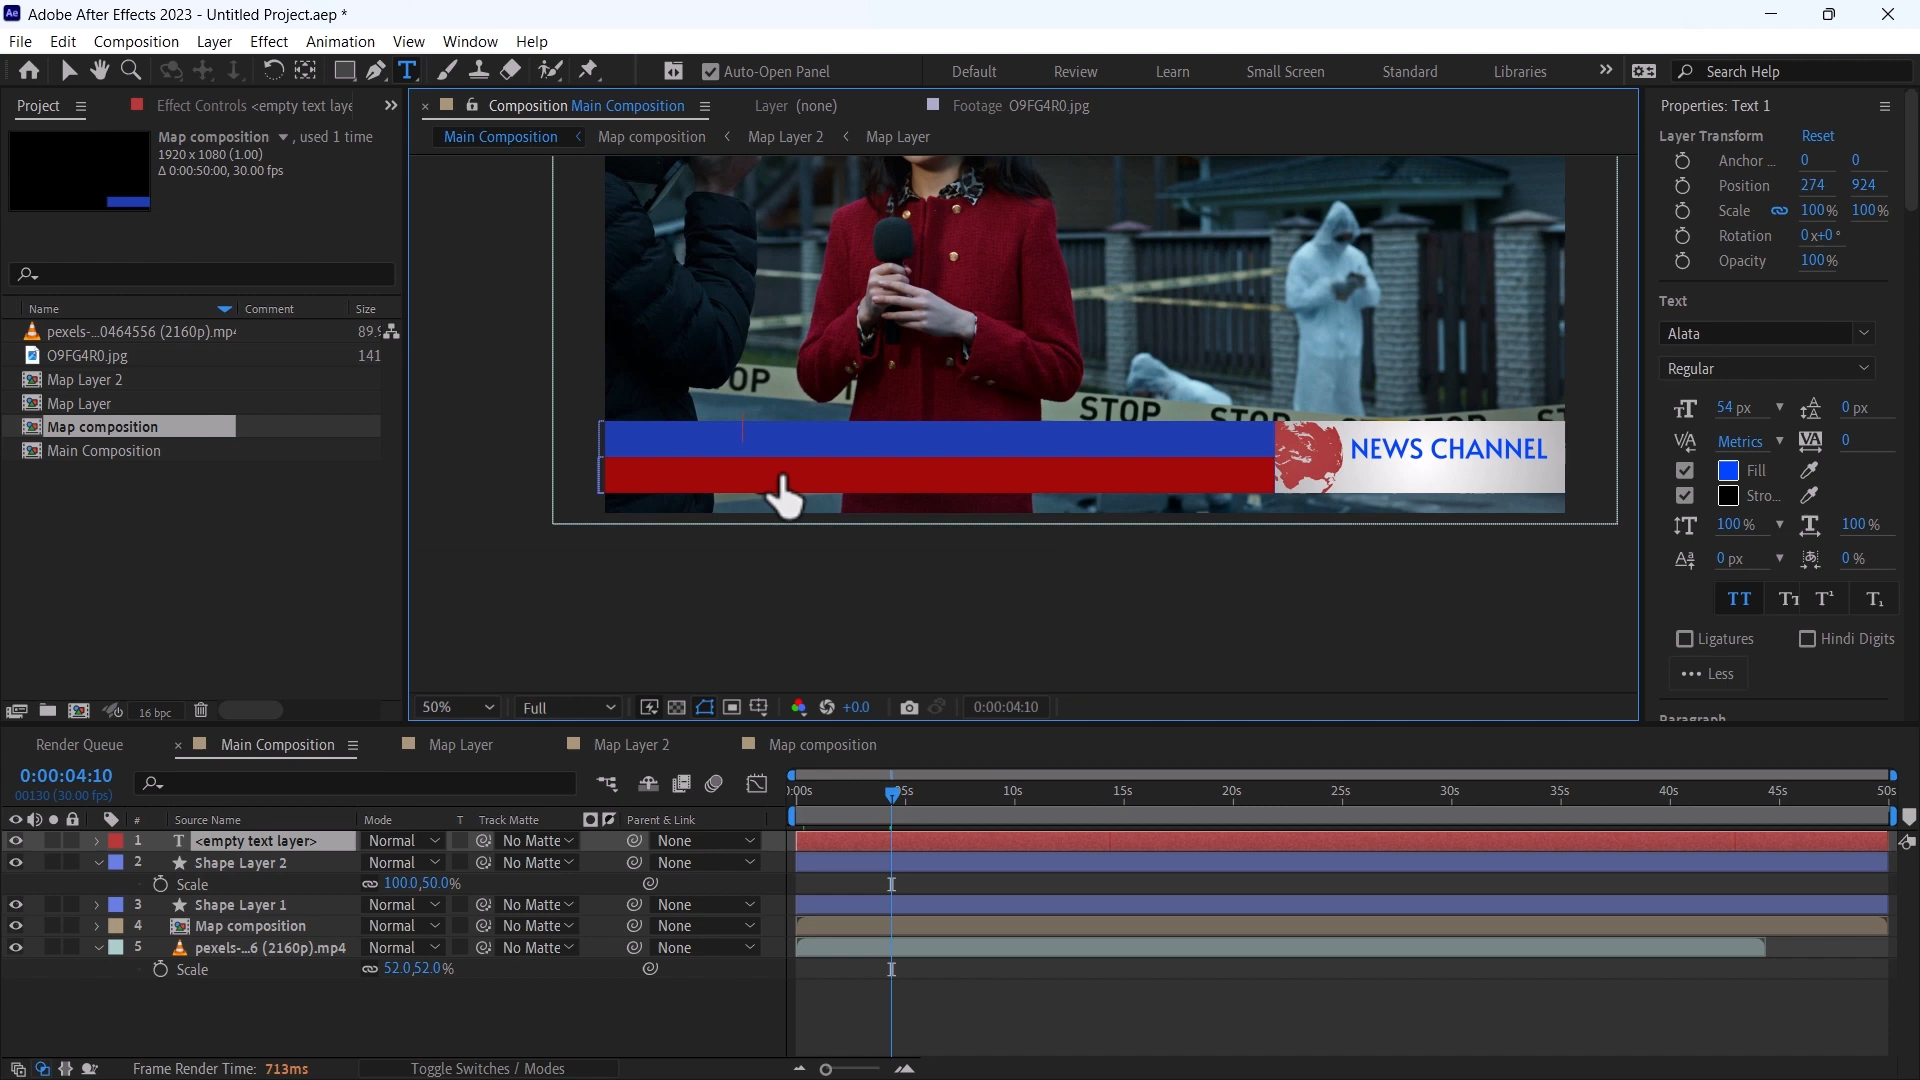 Adobe After Effects 2023 - Untitled Project.aep *
File Edit Composition Layer Effect Animation View Window Help
Auto-Open Panel Default Review Learn Small Screen Standard Libraries Search Help
Project Effect Controls <empty text laye
Composition Main Composition Layer (none) Footage O9FG4R0.jpg
Properties: Text 1
Main Composition Map composition Map Layer 2 Map Layer
Map composition , used 1 time
1920 x 1080 (1.00)
Δ 0:00:50:00, 30.00 fps
Layer Transform Reset
Anchor ... 0 0
Position 274 924
Scale 100% 100%
Rotation 0x+0°
Opacity 100%
Name Comment Size
pexels-...0464556 (2160p).mp4 89.
O9FG4R0.jpg 141
Map Layer 2
Map Layer
Map composition
Main Composition
TOP
STOP
NEWS CHANNEL
Text
Alata
Regular
54 px 0 px
Metrics 0
Fill
Stro...
100 % 100 %
0 px 0 %
TT
Ligatures Hindi Digits
Less
Paragraph
16 bpc
50% Full +0.0 0:00:04:10
Render Queue Main Composition Map Layer Map Layer 2 Map composition
0:00:04:10
00130 (30.00 fps)
:00s 05s 10s 15s 20s 25s 30s 35s 40s 45s 50s
# Source Name Mode T Track Matte Parent & Link
1 T <empty text layer> Normal No Matte None
2 Shape Layer 2 Normal No Matte None
Scale 100.0,50.0%
3 Shape Layer 1 Normal No Matte None
4 Map composition Normal No Matte None
5 pexels-...6 (2160p).mp4 Normal No Matte None
Scale 52.0,52.0%
Frame Render Time: 713ms Toggle Switches / Modes